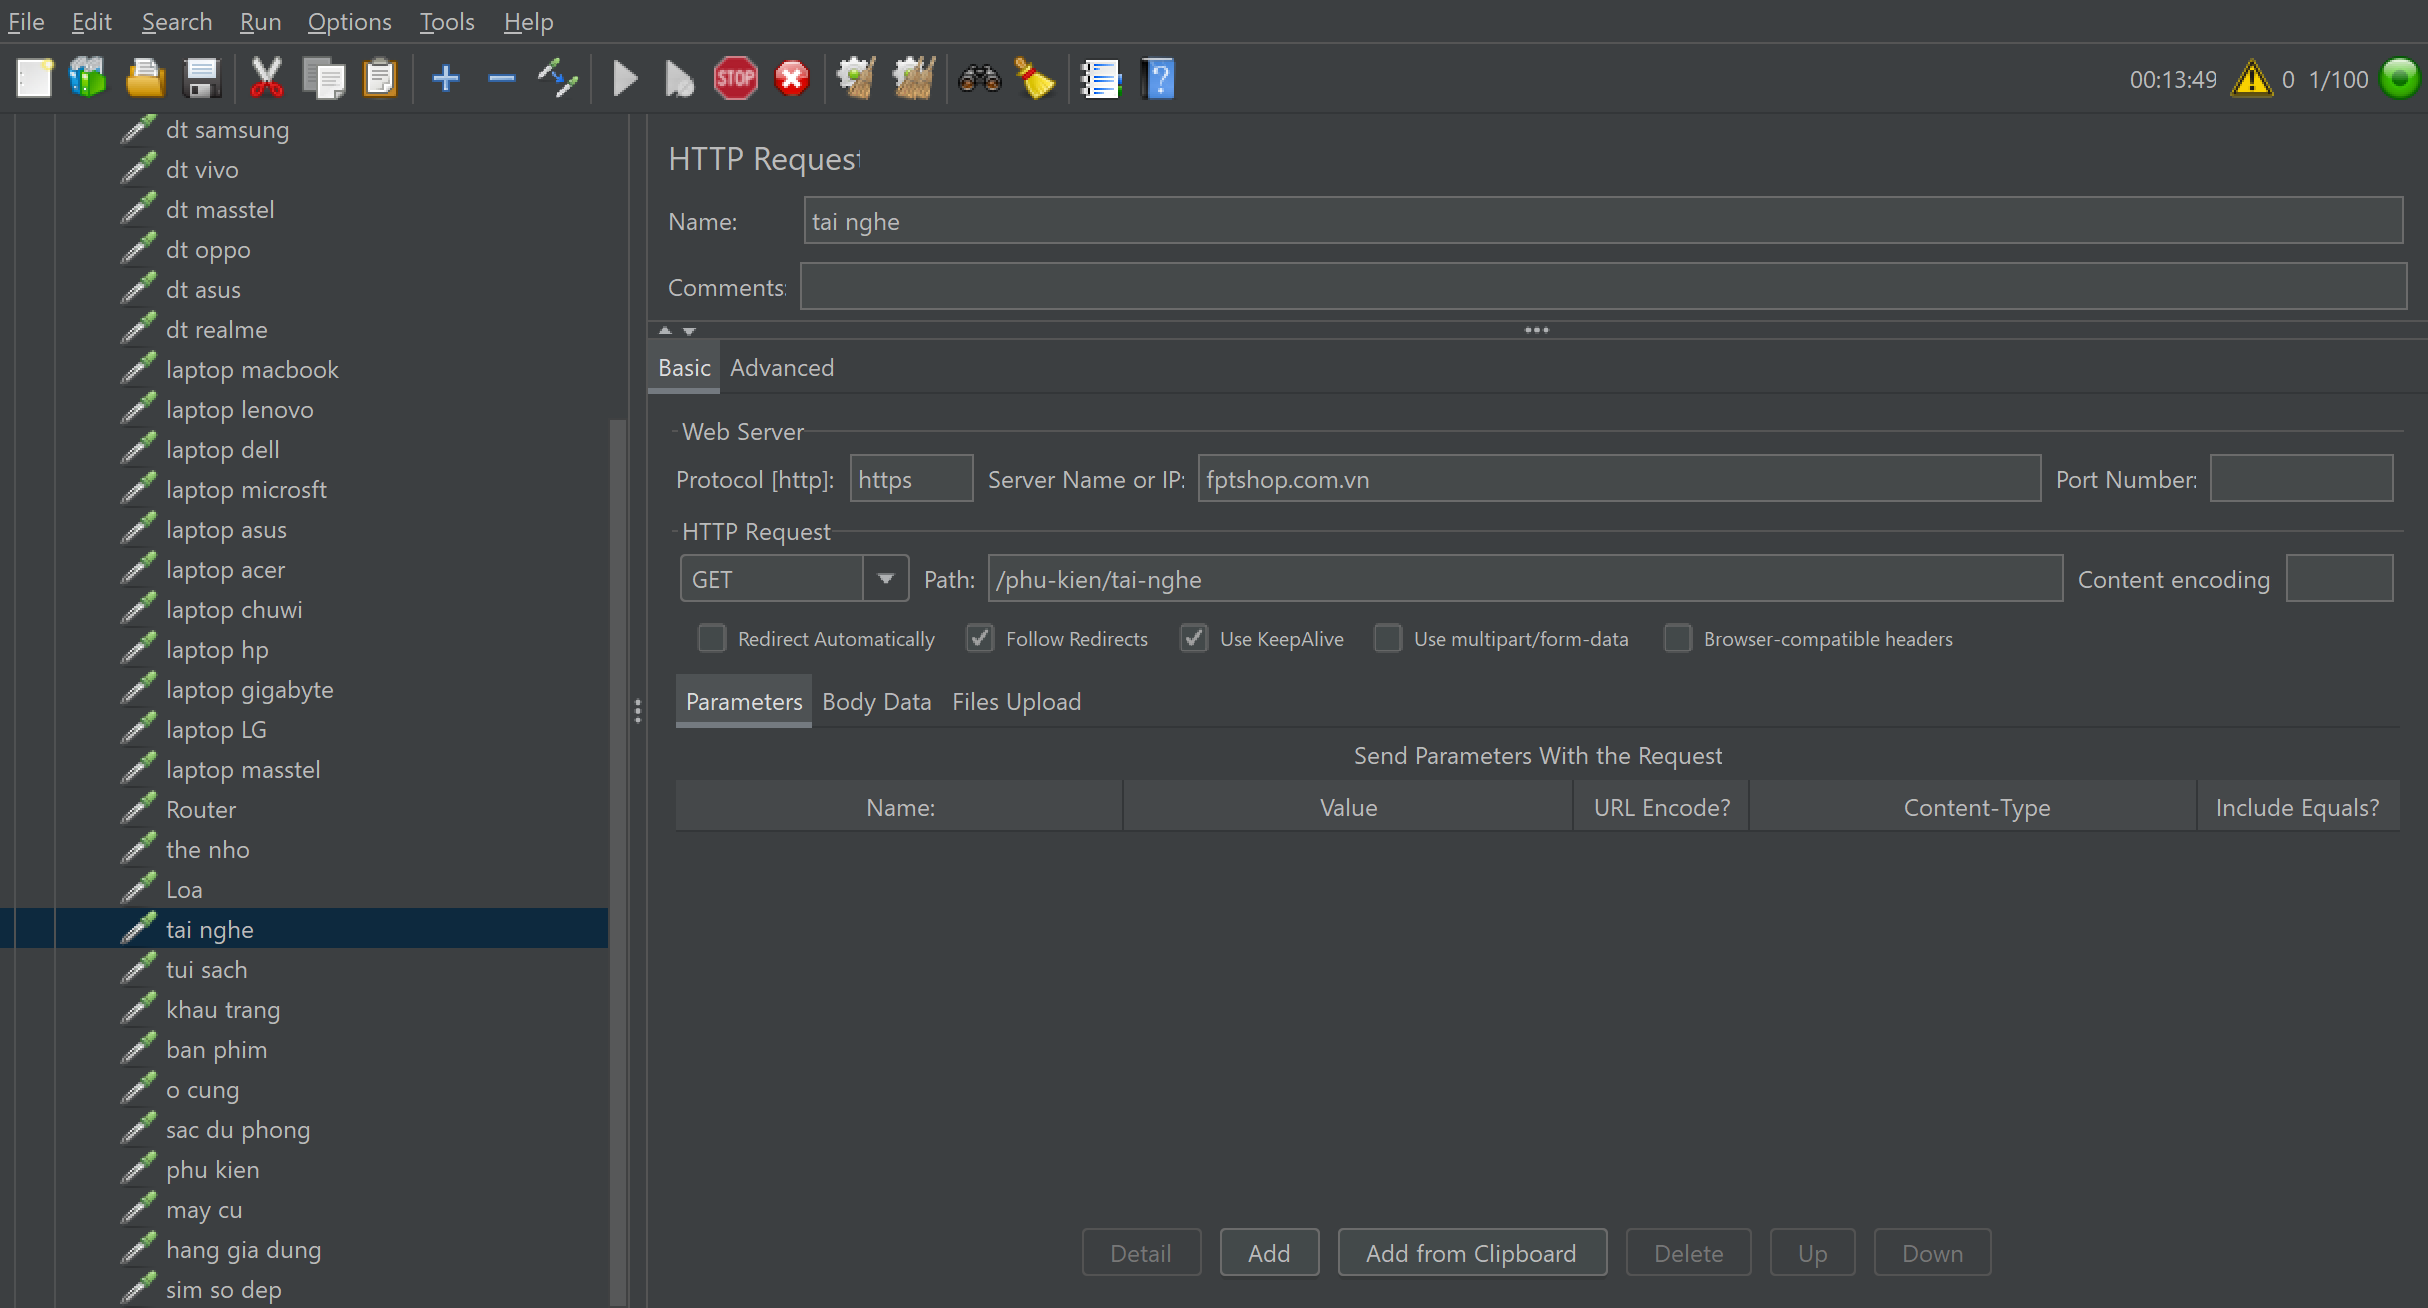 File Edit Search Run Options Tools Help
STOP
00:13:49 0 1/100
dt samsung
dt vivo
dt masstel
dt oppo
dt asus
dt realme
laptop macbook
laptop lenovo
laptop dell
laptop microsft
laptop asus
laptop acer
laptop chuwi
laptop hp
laptop gigabyte
laptop LG
laptop masstel
Router
the nho
Loa
tai nghe
tui sach
khau trang
ban phim
o cung
sac du phong
phu kien
may cu
hang gia dung
sim so dep
HTTP Request
Name: tai nghe
Comments:
Basic Advanced
Web Server
Protocol [http]: https Server Name or IP: fptshop.com.vn Port Number:
HTTP Request
GET Path: /phu-kien/tai-nghe Content encoding
Redirect Automatically Follow Redirects Use KeepAlive Use multipart/form-data Browser-compatible headers
Parameters Body Data Files Upload
Send Parameters With the Request
Name: Value URL Encode? Content-Type Include Equals?
Detail Add Add from Clipboard Delete Up Down